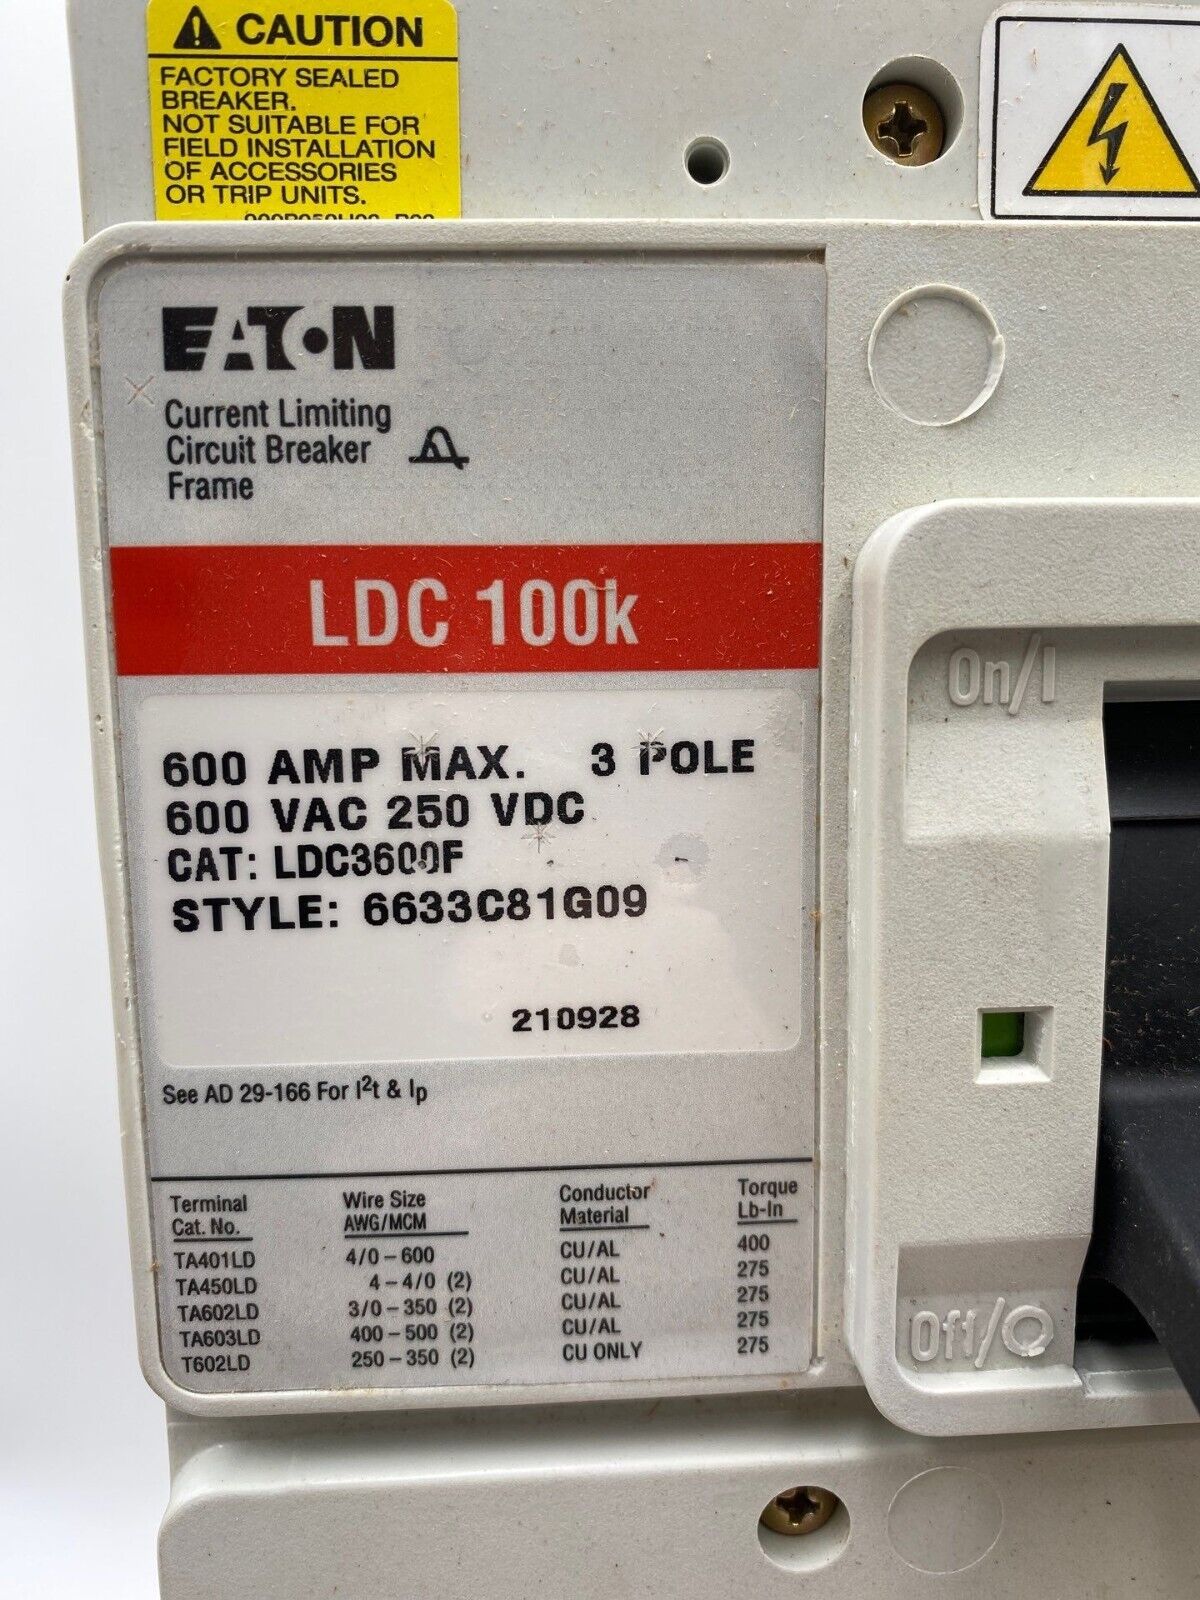 CAUTION
FACTORY SEALED
BREAKER.
NOT SUITABLE FOR
FIELD INSTALLATION
OF ACCESSORIES
OR TRIP UNITS.
EATON
Current Limiting
Circuit Breaker
Frame
LDC 100k
600 AMP MAX. 3 POLE
600 VAC 250 VDC
CAT: LDC3600F
STYLE: 6633C81G09
210928
See AD 29-166 For I²t & Ip
Terminal Wire Size Conductor Torque
Cat. No. AWG/MCM Material Lb-In
TA401LD 4/0 – 600 CU/AL 400
TA450LD 4 – 4/0 (2) CU/AL 275
TA602LD 3/0 – 350 (2) CU/AL 275
TA603LD 400 – 500 (2) CU/AL 275
T602LD 250 – 350 (2) CU ONLY 275
On/I
Off/O